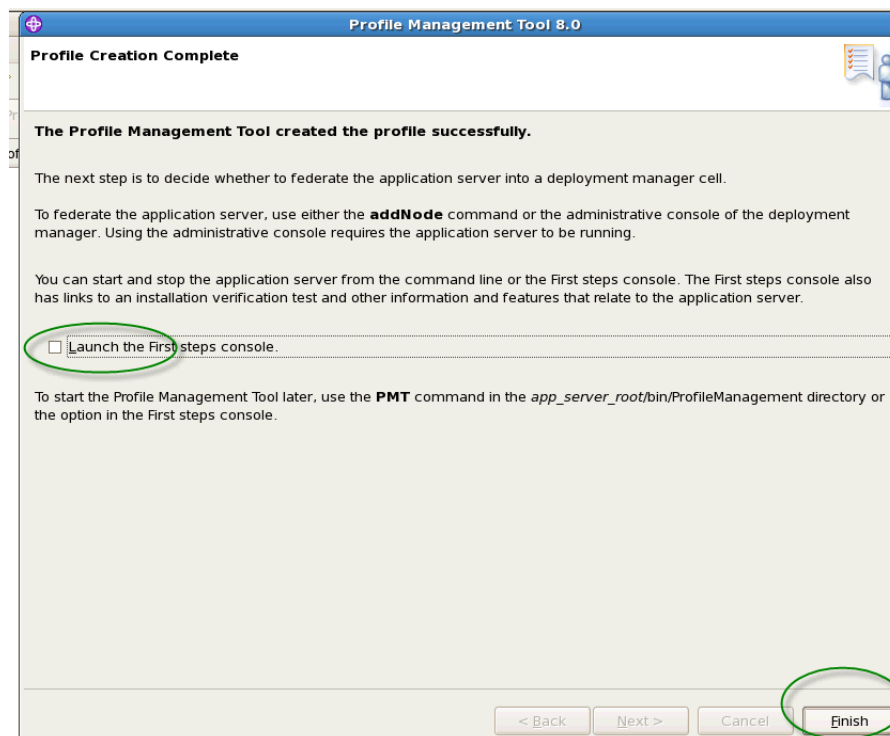 Profile Management Tool 8.0
Profile Creation Complete
The Profile Management Tool created the profile successfully.
The next step is to decide whether to federate the application server into a deployment manager cell.
To federate the application server, use either the addNode command or the administrative console of the deployment
manager. Using the administrative console requires the application server to be running.
You can start and stop the application server from the command line or the First steps console. The First steps console also
has links to an installation verification test and other information and features that relate to the application server.
Launch the First steps console.
To start the Profile Management Tool later, use the PMT command in the app_server_root/bin/ProfileManagement directory or
the option in the First steps console.
< Back Next > Cancel Finish